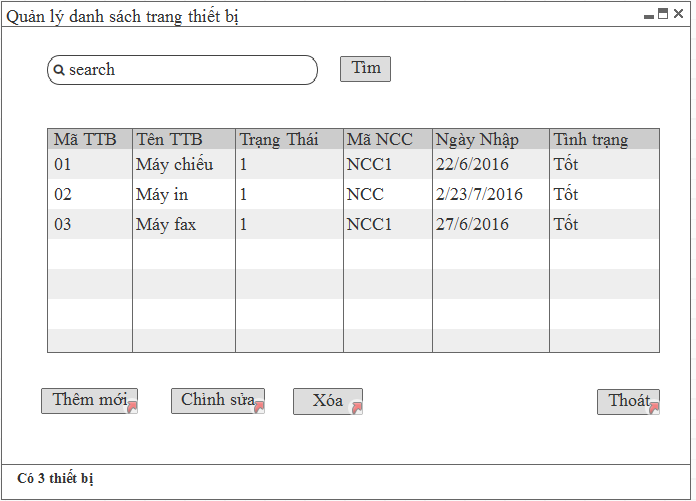 Quản lý danh sách trang thiết bị
search Tìm
Mã TTB Tên TTB Trạng Thái Mã NCC Ngày Nhập Tình trạng
01 Máy chiếu 1 NCC1 22/6/2016 Tốt
02 Máy in 1 NCC 2/23/7/2016 Tốt
03 Máy fax 1 NCC1 27/6/2016 Tốt
Thêm mới Chỉnh sửa Xóa Thoát
Có 3 thiết bị